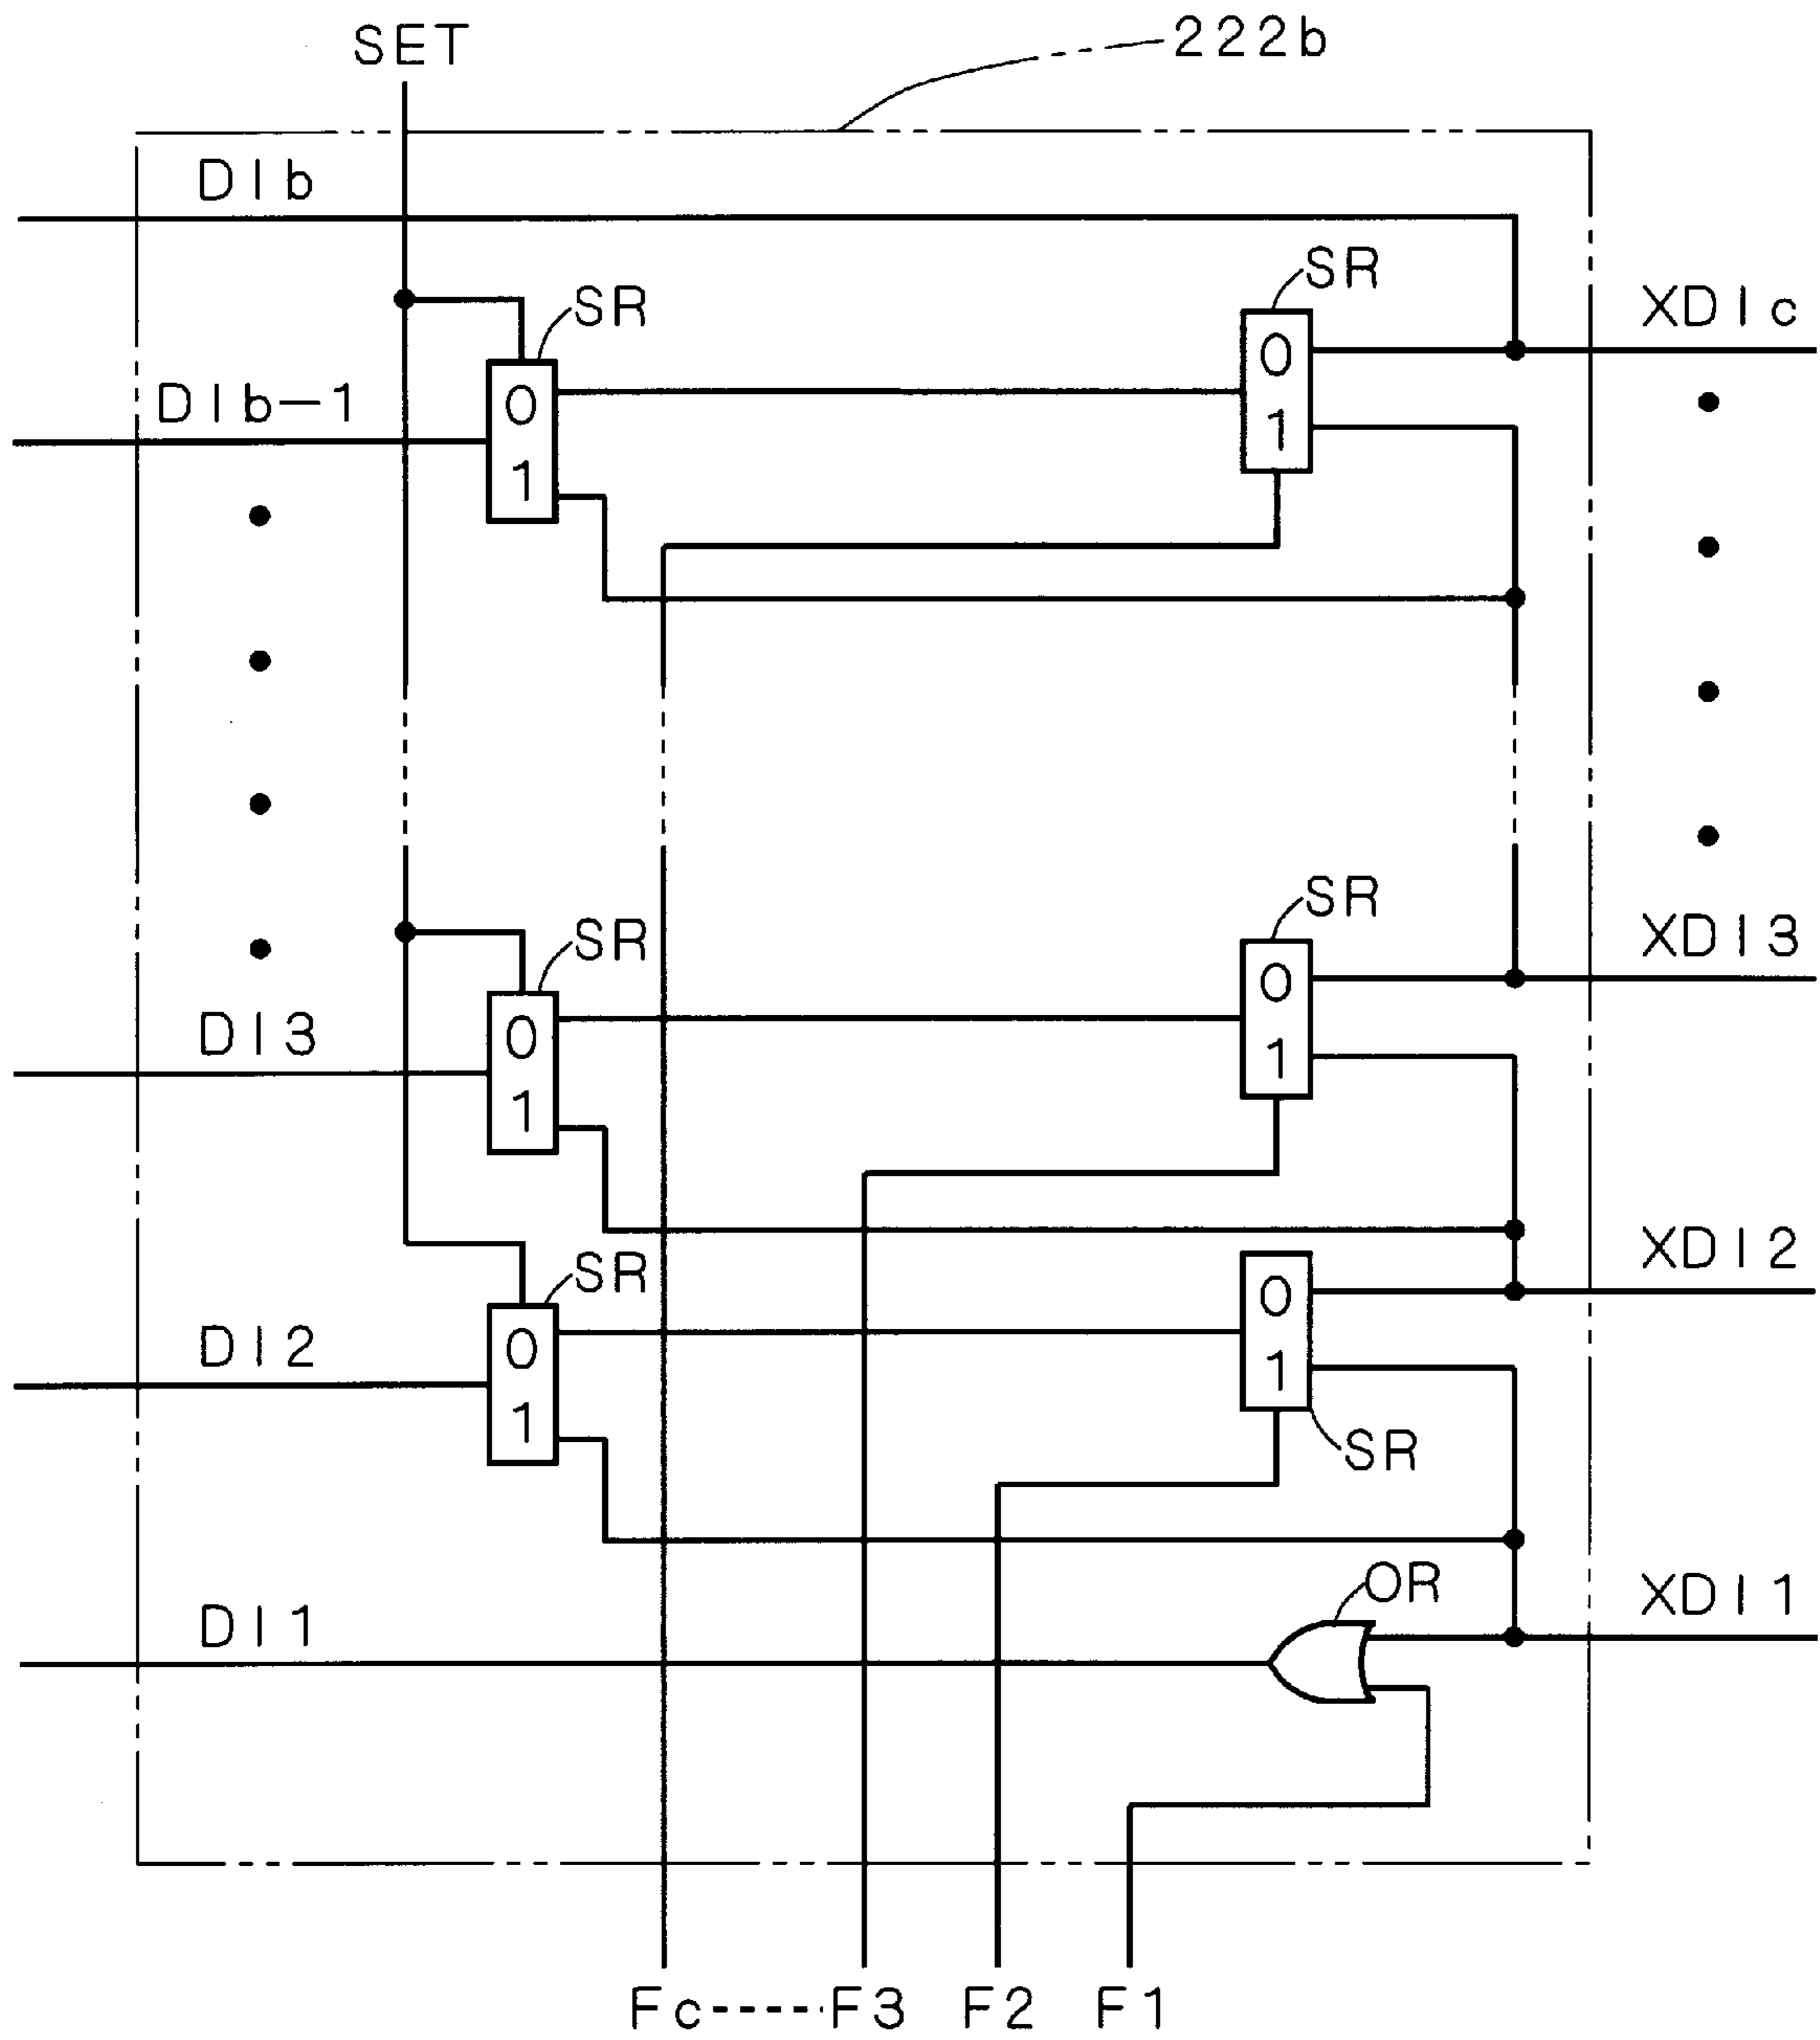 SET
222b
DIb
SR
SR
XDIc
DIb-1
0
1
0
1
SR
SR
XDI3
DI3
0
1
0
1
SR
XDI2
DI2
0
1
0
1
SR
OR
XDI1
DI1
Fc-----F3 F2 F1